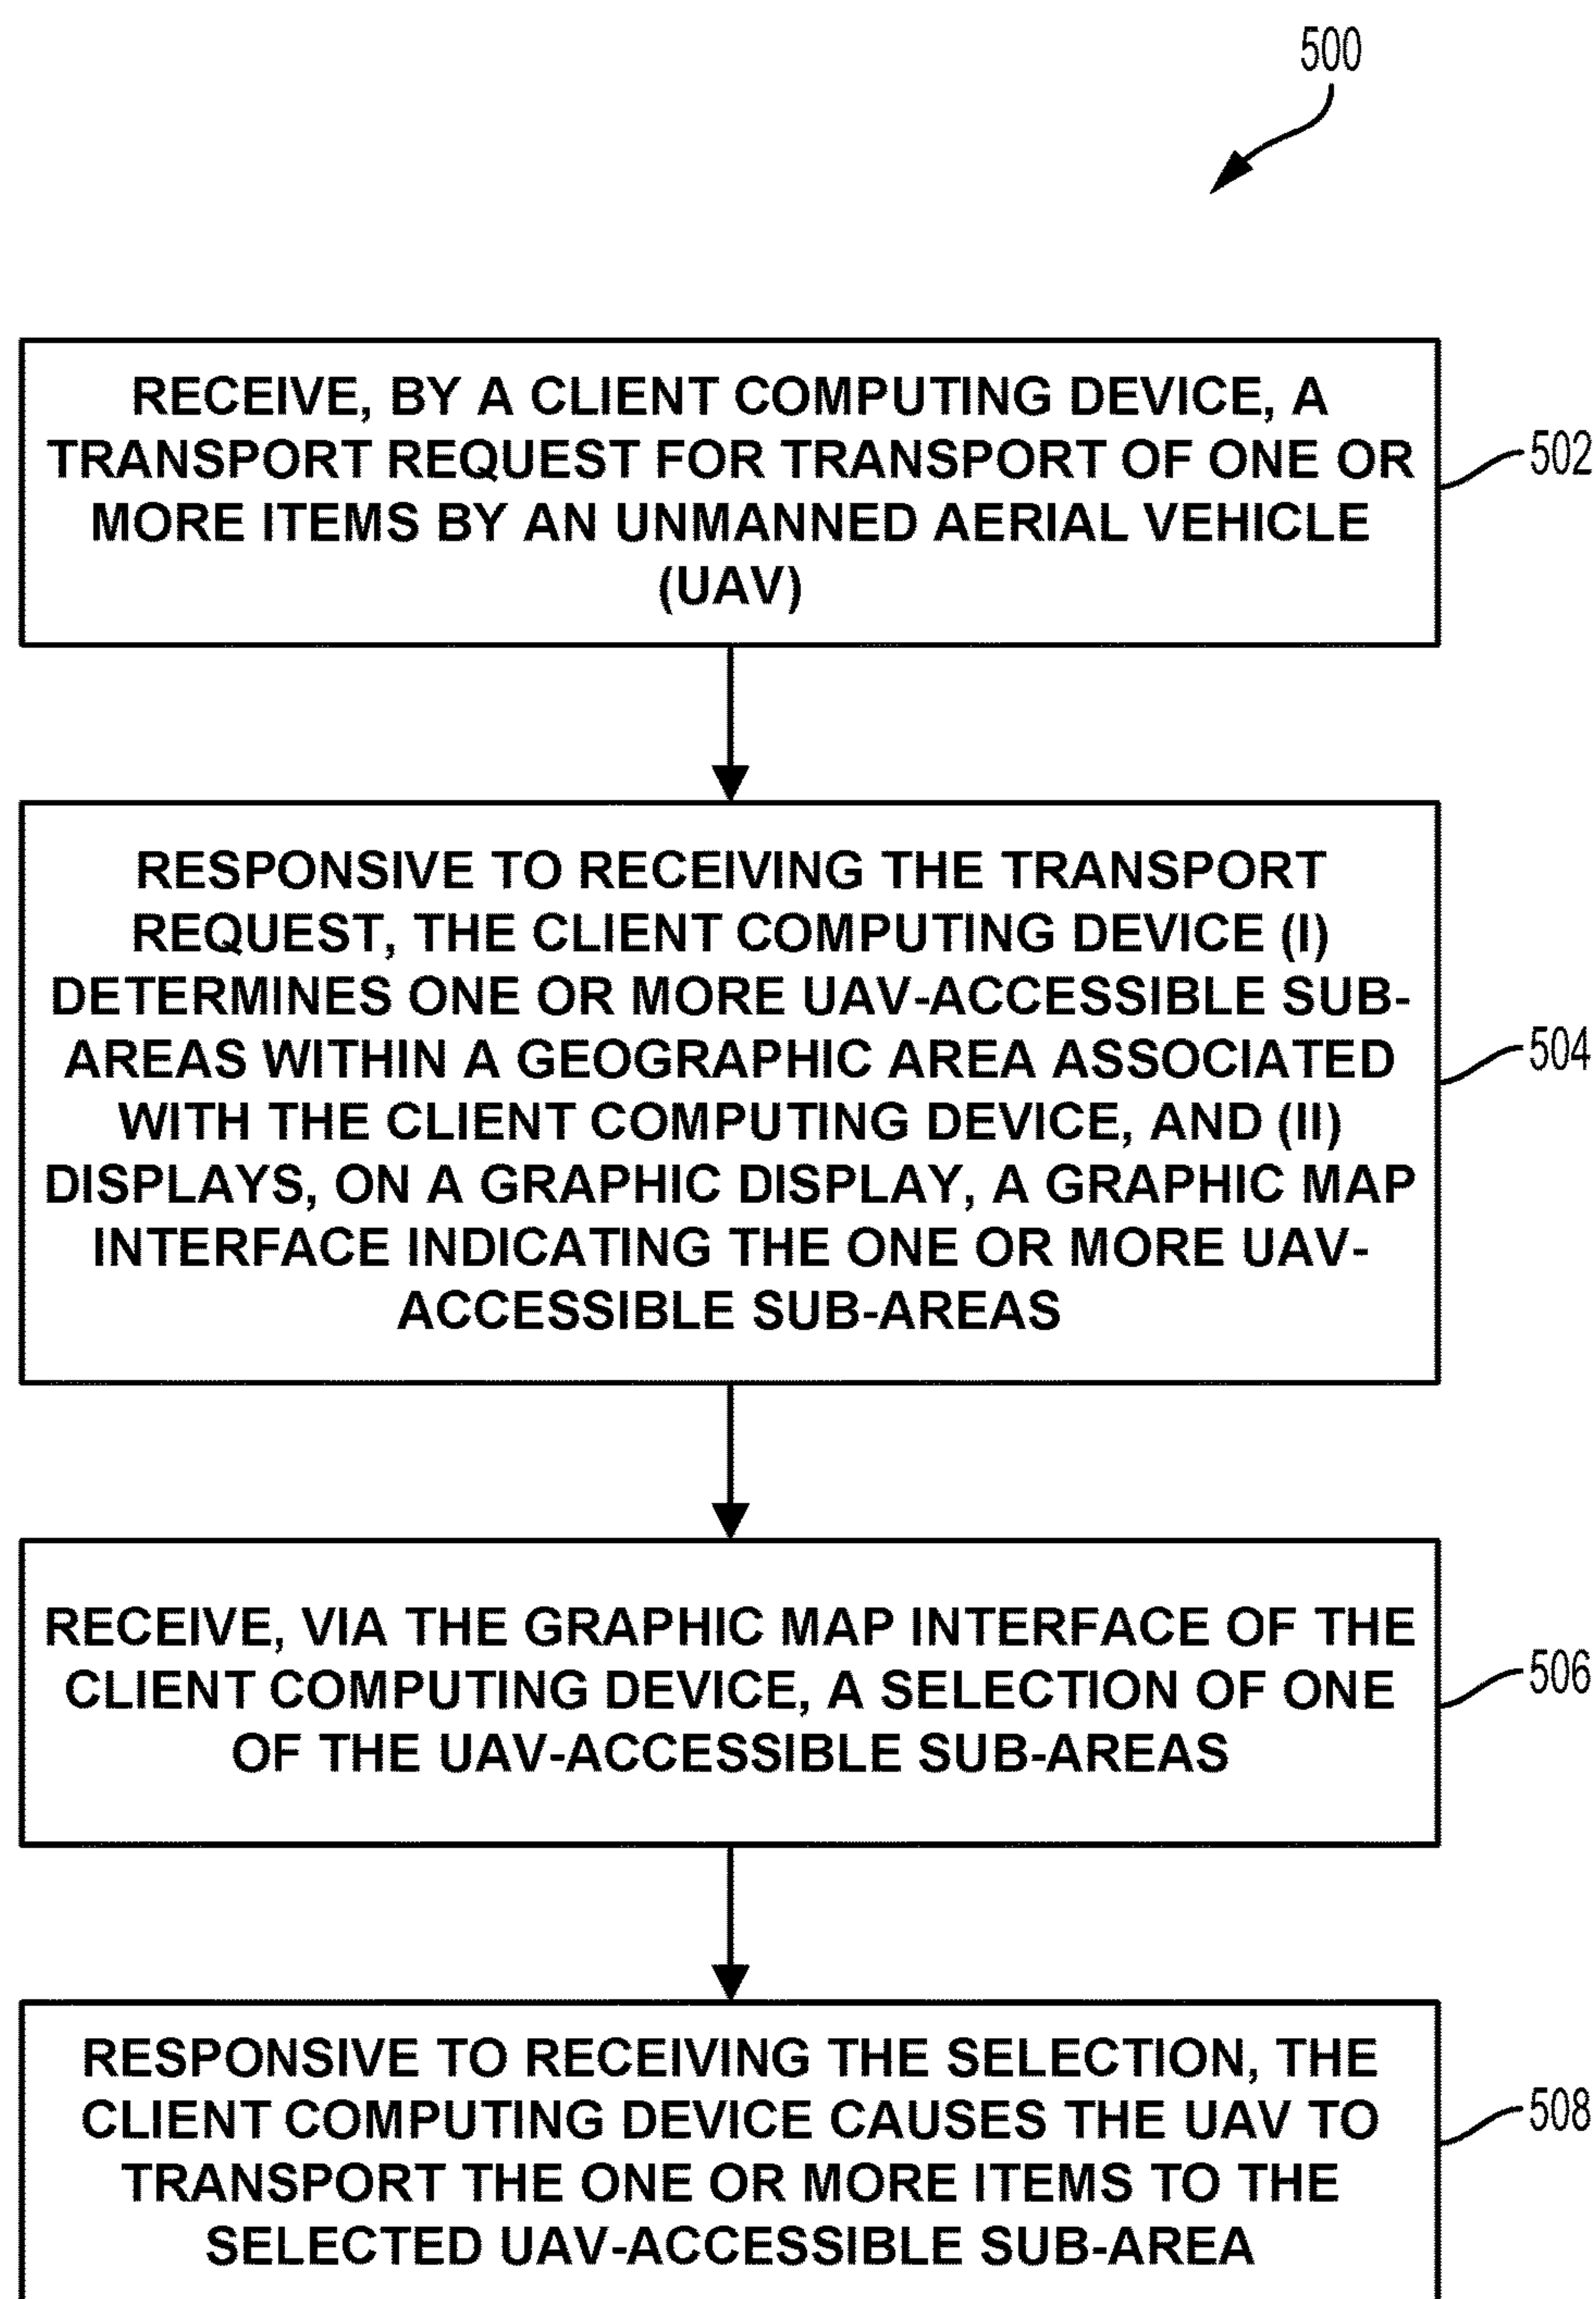 500
RECEIVE, BY A CLIENT COMPUTING DEVICE, A
TRANSPORT REQUEST FOR TRANSPORT OF ONE OR
MORE ITEMS BY AN UNMANNED AERIAL VEHICLE
(UAV)
502
RESPONSIVE TO RECEIVING THE TRANSPORT
REQUEST, THE CLIENT COMPUTING DEVICE (I)
DETERMINES ONE OR MORE UAV-ACCESSIBLE SUB-
AREAS WITHIN A GEOGRAPHIC AREA ASSOCIATED
WITH THE CLIENT COMPUTING DEVICE, AND (II)
DISPLAYS, ON A GRAPHIC DISPLAY, A GRAPHIC MAP
INTERFACE INDICATING THE ONE OR MORE UAV-
ACCESSIBLE SUB-AREAS
504
RECEIVE, VIA THE GRAPHIC MAP INTERFACE OF THE
CLIENT COMPUTING DEVICE, A SELECTION OF ONE
OF THE UAV-ACCESSIBLE SUB-AREAS
506
RESPONSIVE TO RECEIVING THE SELECTION, THE
CLIENT COMPUTING DEVICE CAUSES THE UAV TO
TRANSPORT THE ONE OR MORE ITEMS TO THE
SELECTED UAV-ACCESSIBLE SUB-AREA
508